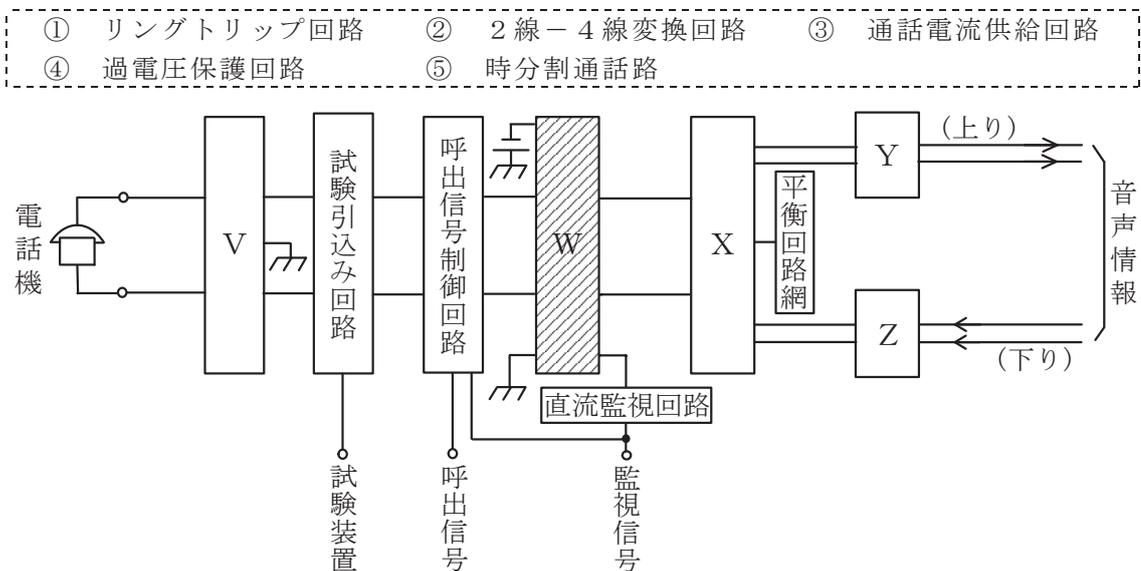 ① リングトリップ回路 ② 2線-4線変換回路 ③ 通話電流供給回路
④ 過電圧保護回路 ⑤ 時分割通話路
電話機
V
試験引込み回路
呼出信号制御回路
W
X
平衡回路網
Y
Z
(上り)
(下り)
音声情報
直流監視回路
試験装置
呼出信号
監視信号